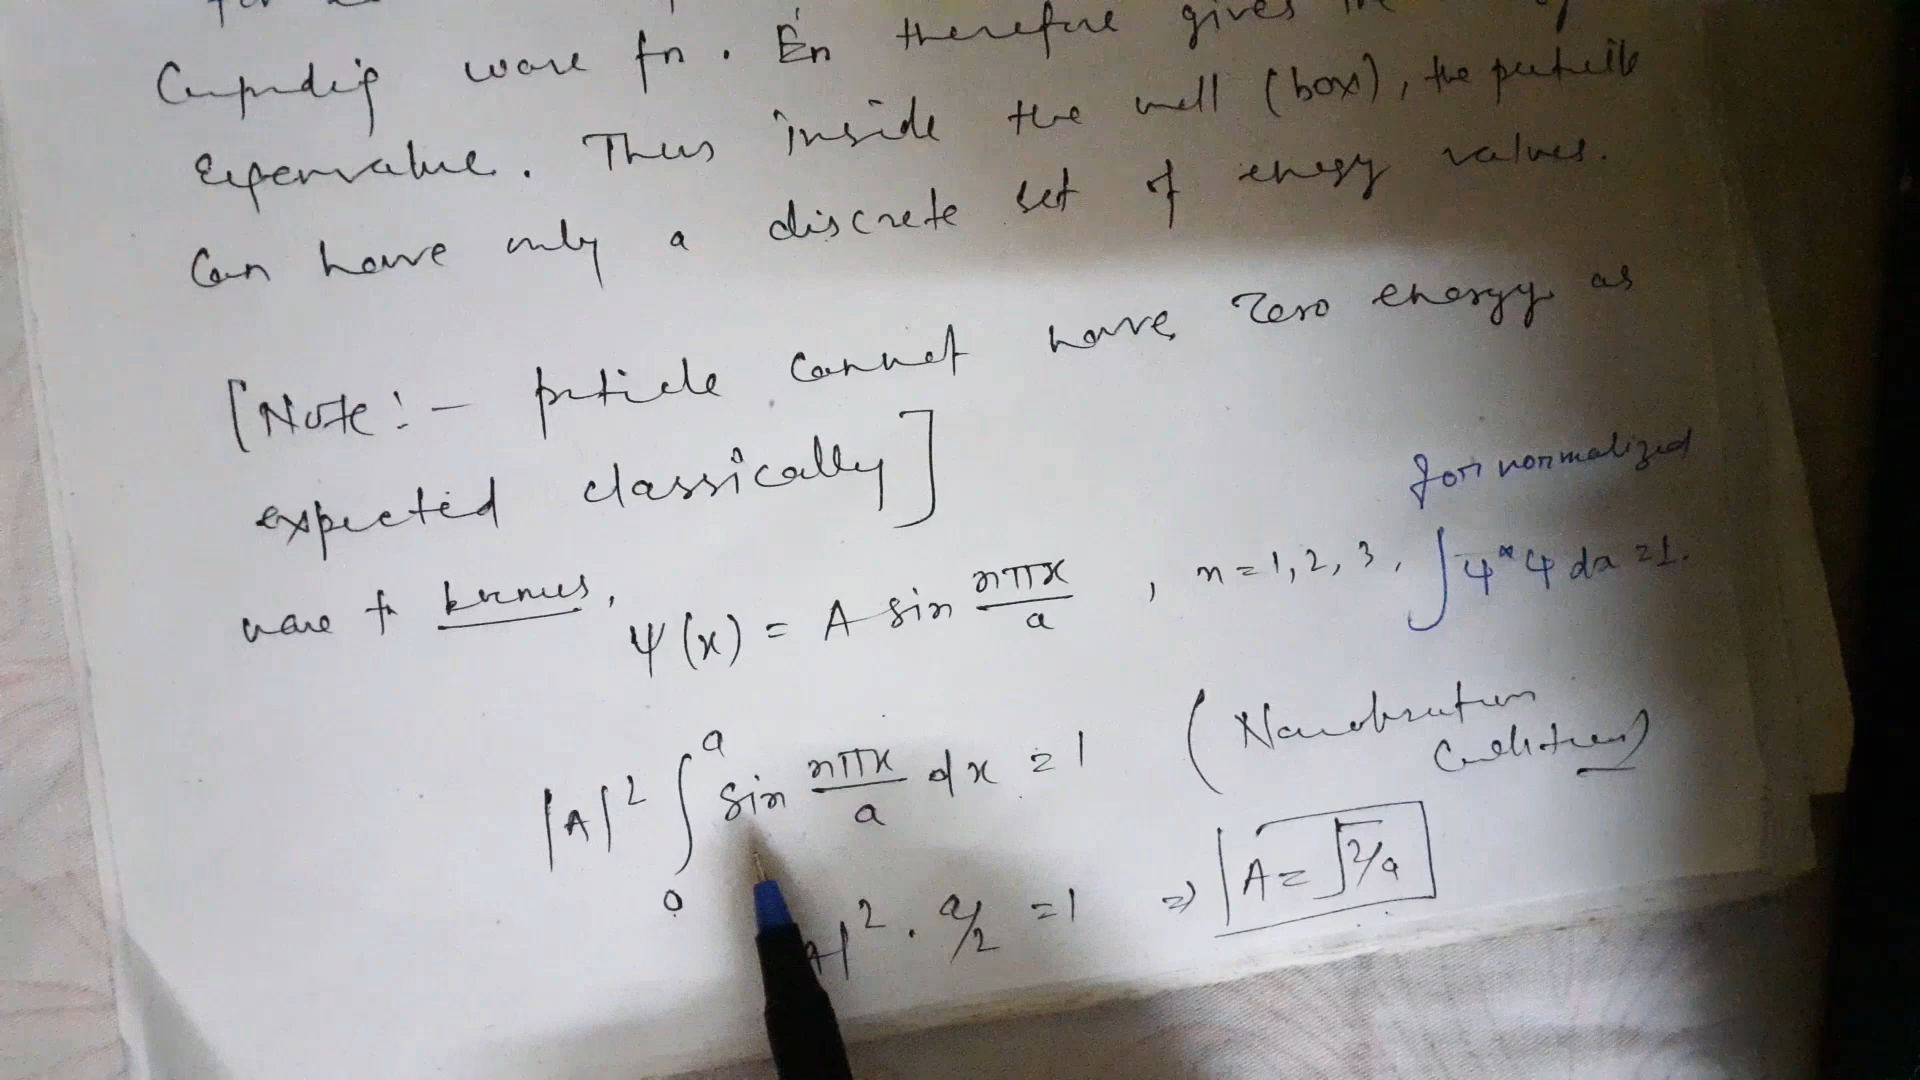 wave fn. En therefore gives
Eigenvalue. Thus inside the well (box), the particle
Can have only a discrete set of energy values.
[Note:- particle cannot have zero energy as
expected classically]
for normalized
wave fn becomes, ψ(x) = A sin nπx/a , n=1,2,3, ∫ψ*ψ dx =1.
|A|² ∫₀ᵃ sin nπx/a dx =1 (Normalization Condition)
A|². a/2 =1 ⇒ A=√2/a